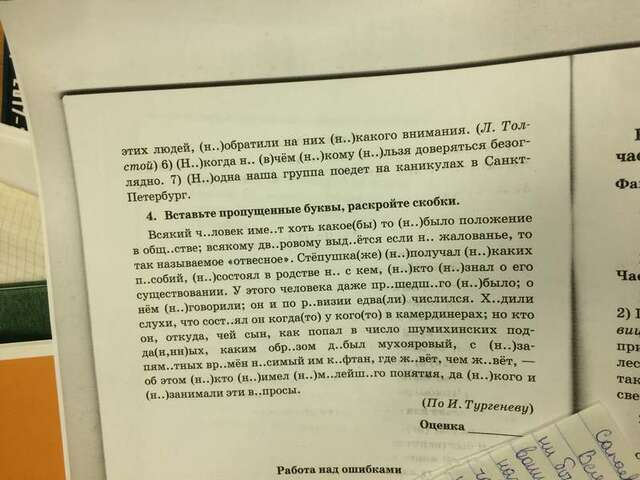 этих людей, (н..)обратили на них (н..)какого внимания. (Л. Тол-
стой) 6) (Н..)когда н.. (в)чём (н..)кому (н..)льзя доверяться безог-
лядно. 7) (Н..)одна наша группа поедет на каникулах в Санкт-
Петербург.
4. Вставьте пропущенные буквы, раскройте скобки.
Всякий ч..ловек име..т хоть какое(бы) то (н..)было положение
в общ..стве; всякому дв..ровому выд..ётся если н.. жалованье, то
так называемое «отвесное». Стёпушка(же) (н..)получал (н..)каких
п..собий, (н..)состоял в родстве н.. с кем, (н..)кто (н..)знал о его
существовании. У этого человека даже пр..шедш..го (н..)было; о
нём (н..)говорили; он и по р..визии едва(ли) числился. Х..дили
слухи, что сост..ял он когда(то) у кого(то) в камердинерах; но кто
он, откуда, чей сын, как попал в число шумихинских под-
да(н,нн)ых, каким обр..зом д..был мухояровый, с (н..)за-
пям..тных вр..мён н..симый им к..фтан, где ж..вёт, чем ж..вёт, —
об этом (н..)кто (н..)имел (н..)м..лейш..го понятия, да (н..)кого и
(н..)занимали эти в..просы.
(По И. Тургеневу)
Оценка
Работа над ошибками
2)